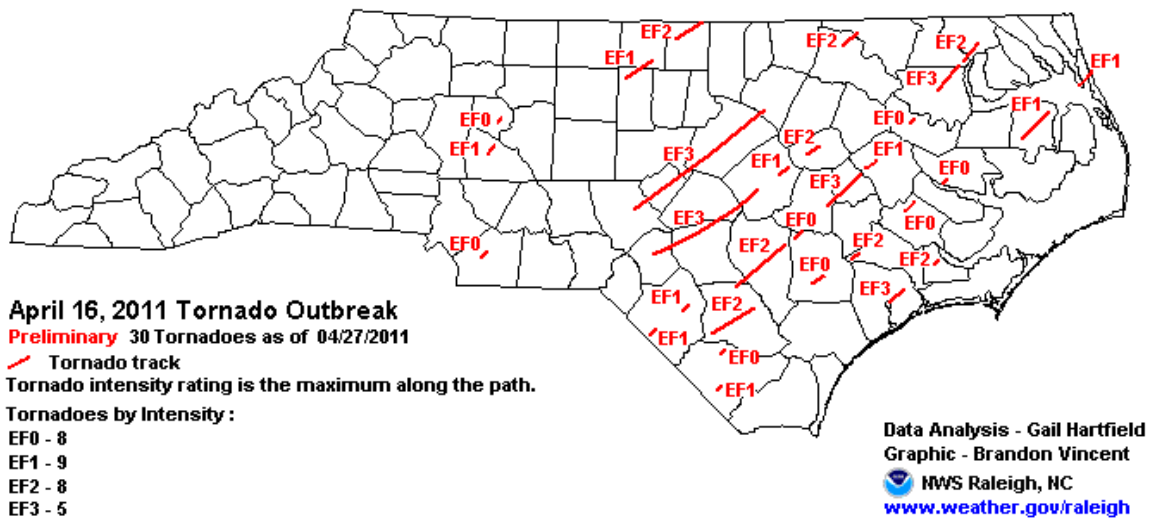 EF2
EF1
EF2
EF2
EF1
EF3
EF1
EF0
EF0
EF2
EF1
EF3
EF1
EF1
EF0
EF3
EF3
EF0
EF0
EF0
EF2
EF2
EF2
EF0
EF0
EF3
EF1
EF2
EF1
EF0
EF1
April 16, 2011 Tornado Outbreak
Preliminary 30 Tornadoes as of 04/27/2011
Tornado track
Tornado intensity rating is the maximum along the path.
Tornadoes by Intensity :
EF0 - 8
EF1 - 9
EF2 - 8
EF3 - 5
Data Analysis - Gail Hartfield
Graphic - Brandon Vincent
NWS Raleigh, NC
www.weather.gov/raleigh